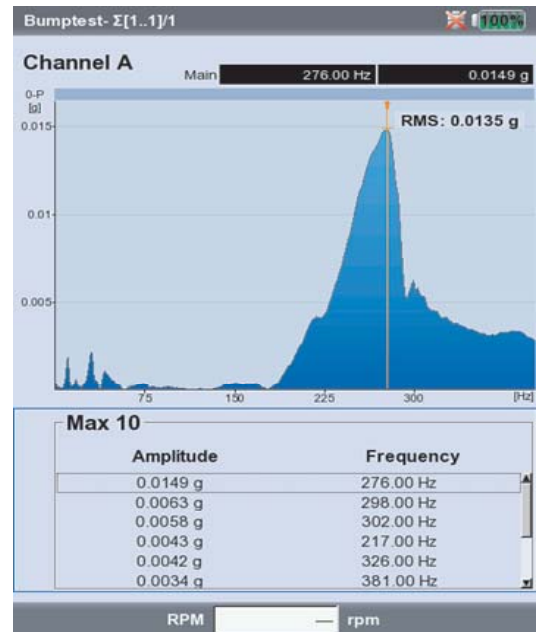 Bumptest- Σ[1..1]/1 100%
Channel A
Main 276.00 Hz 0.0149 g
0-P
[g]
RMS: 0.0135 g
0.015
0.01
0.005
75 150 225 300 [Hz]
Max 10
Amplitude Frequency
0.0149 g 276.00 Hz
0.0063 g 298.00 Hz
0.0058 g 302.00 Hz
0.0043 g 217.00 Hz
0.0042 g 326.00 Hz
0.0034 g 381.00 Hz
RPM — rpm